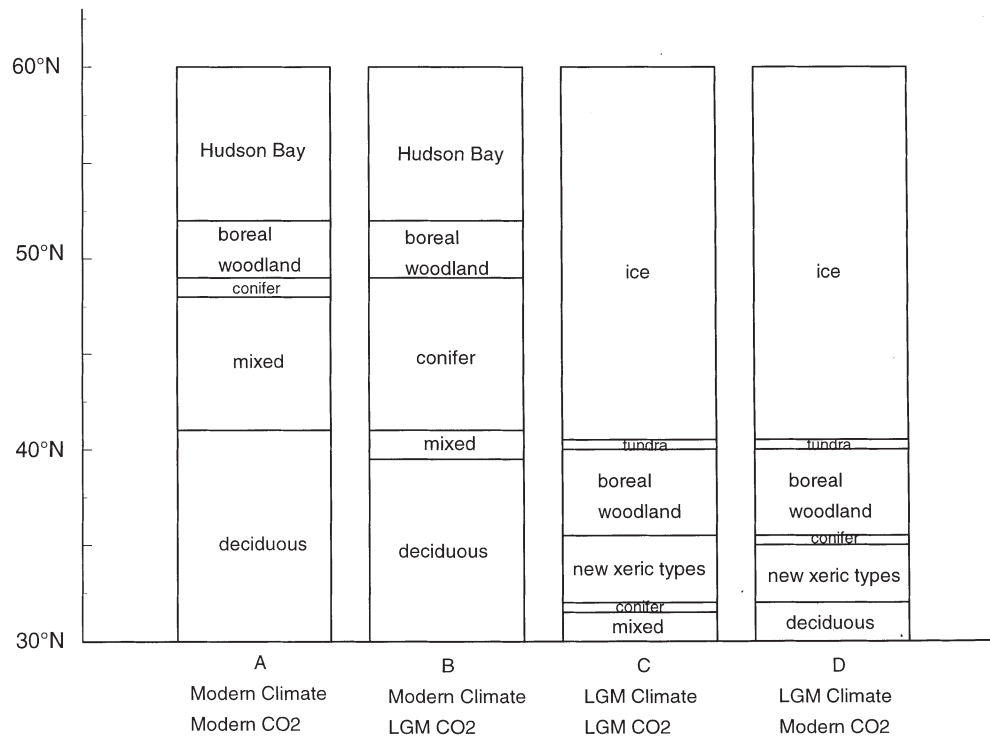 60°N
50°N
40°N
30°N
Hudson Bay
boreal
woodland
conifer
mixed
deciduous
Hudson Bay
boreal
woodland
conifer
mixed
deciduous
ice
tundra
boreal
woodland
new xeric types
conifer
mixed
ice
tundra
boreal
woodland
conifer
new xeric types
deciduous
A
Modern Climate
Modern CO2
B
Modern Climate
LGM CO2
C
LGM Climate
LGM CO2
D
LGM Climate
Modern CO2